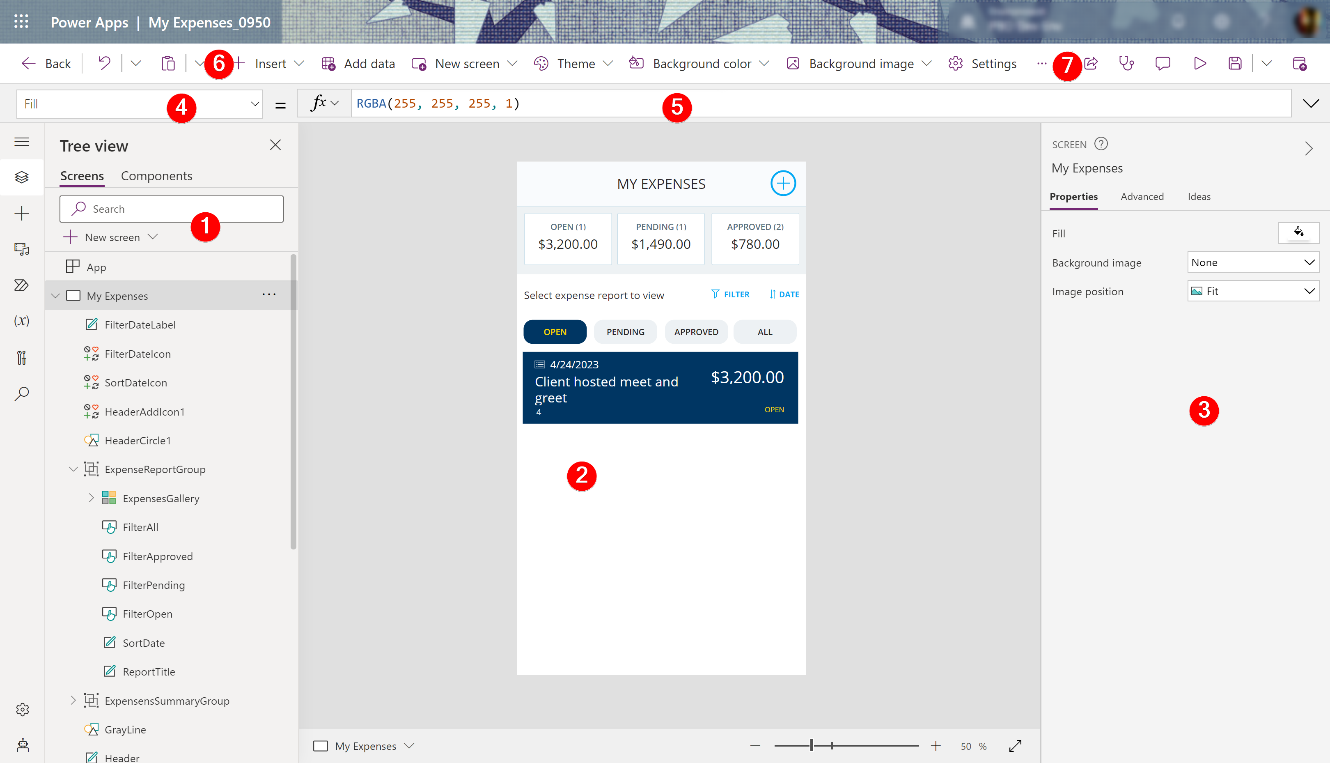 Power Apps | My Expenses_0950
Back 6 Insert Add data New screen Theme Background color Background image Settings ... 7
Fill 4 = fx RGBA(255, 255, 255, 1) 5
Tree view
Screens Components
Search
1
New screen
App
My Expenses ...
FilterDateLabel
FilterDateIcon
SortDateIcon
HeaderAddIcon1
HeaderCircle1
ExpenseReportGroup
ExpensesGallery
FilterAll
FilterApproved
FilterPending
FilterOpen
SortDate
ReportTitle
ExpensensSummaryGroup
GrayLine
Header
(x)
MY EXPENSES
OPEN (1) PENDING (1) APPROVED (2)
$3,200.00 $1,490.00 $780.00
Select expense report to view FILTER DATE
OPEN PENDING APPROVED ALL
4/24/2023
Client hosted meet and $3,200.00
greet
4 OPEN
2
My Expenses 50 %
SCREEN ?
My Expenses
Properties Advanced Ideas
Fill
Background image None
Image position Fit
3